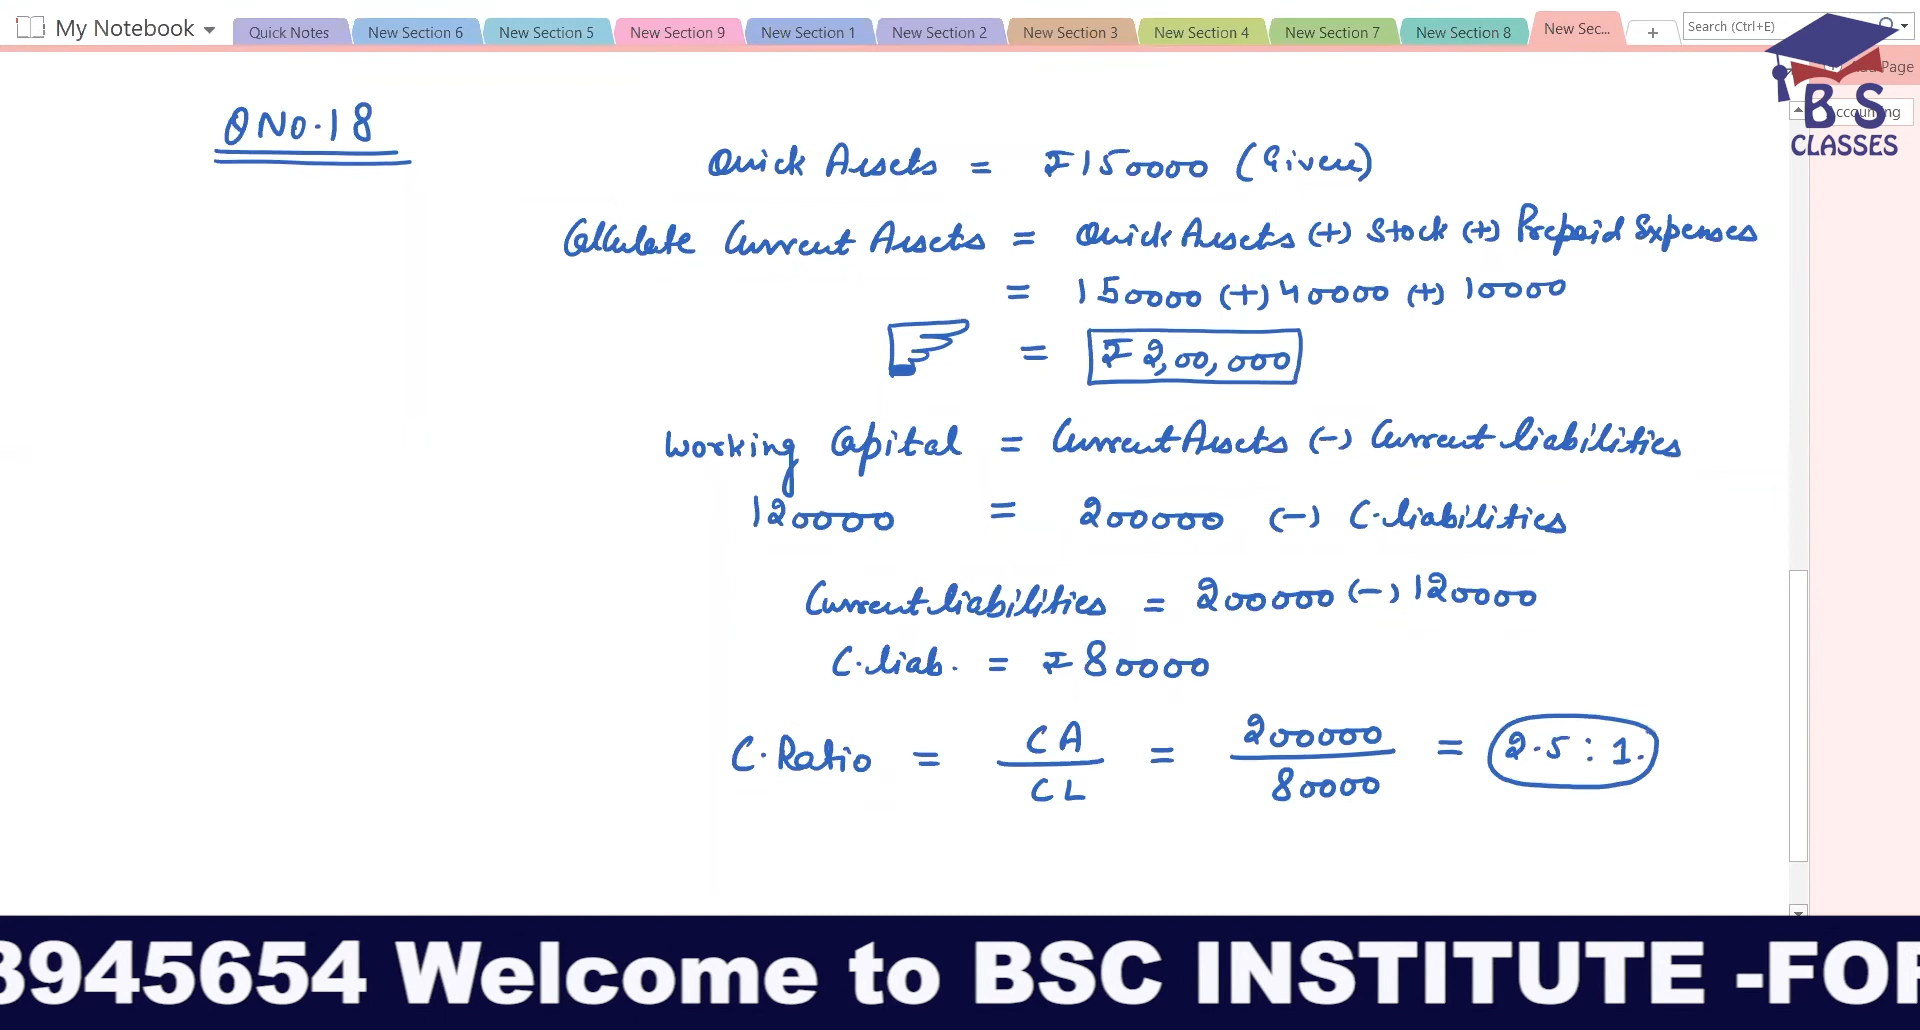 My Notebook
Quick Notes
New Section 6
New Section 5
New Section 9
New Section 1
New Section 2
New Section 3
New Section 4
New Section 7
New Section 8
New Sec...
Search (Ctrl+E)
Page
BS
CLASSES
Q No. 18
Quick Assets = ₹ 150000 (Given)
Calculate Current Assets = Quick Assets (+) Stock (+) Prepaid Expenses
= 150000 (+) 40000 (+) 10000
= ₹ 2,00,000
Working Capital = Current Assets (-) Current liabilities
120000 = 200000 (-) C. liabilities
Current liabilities = 200000 (-) 120000
C. liab. = ₹ 80000
C. Ratio = CA / CL = 200000 / 80000 = 2.5 : 1.
3945654 Welcome to BSC INSTITUTE -FOR